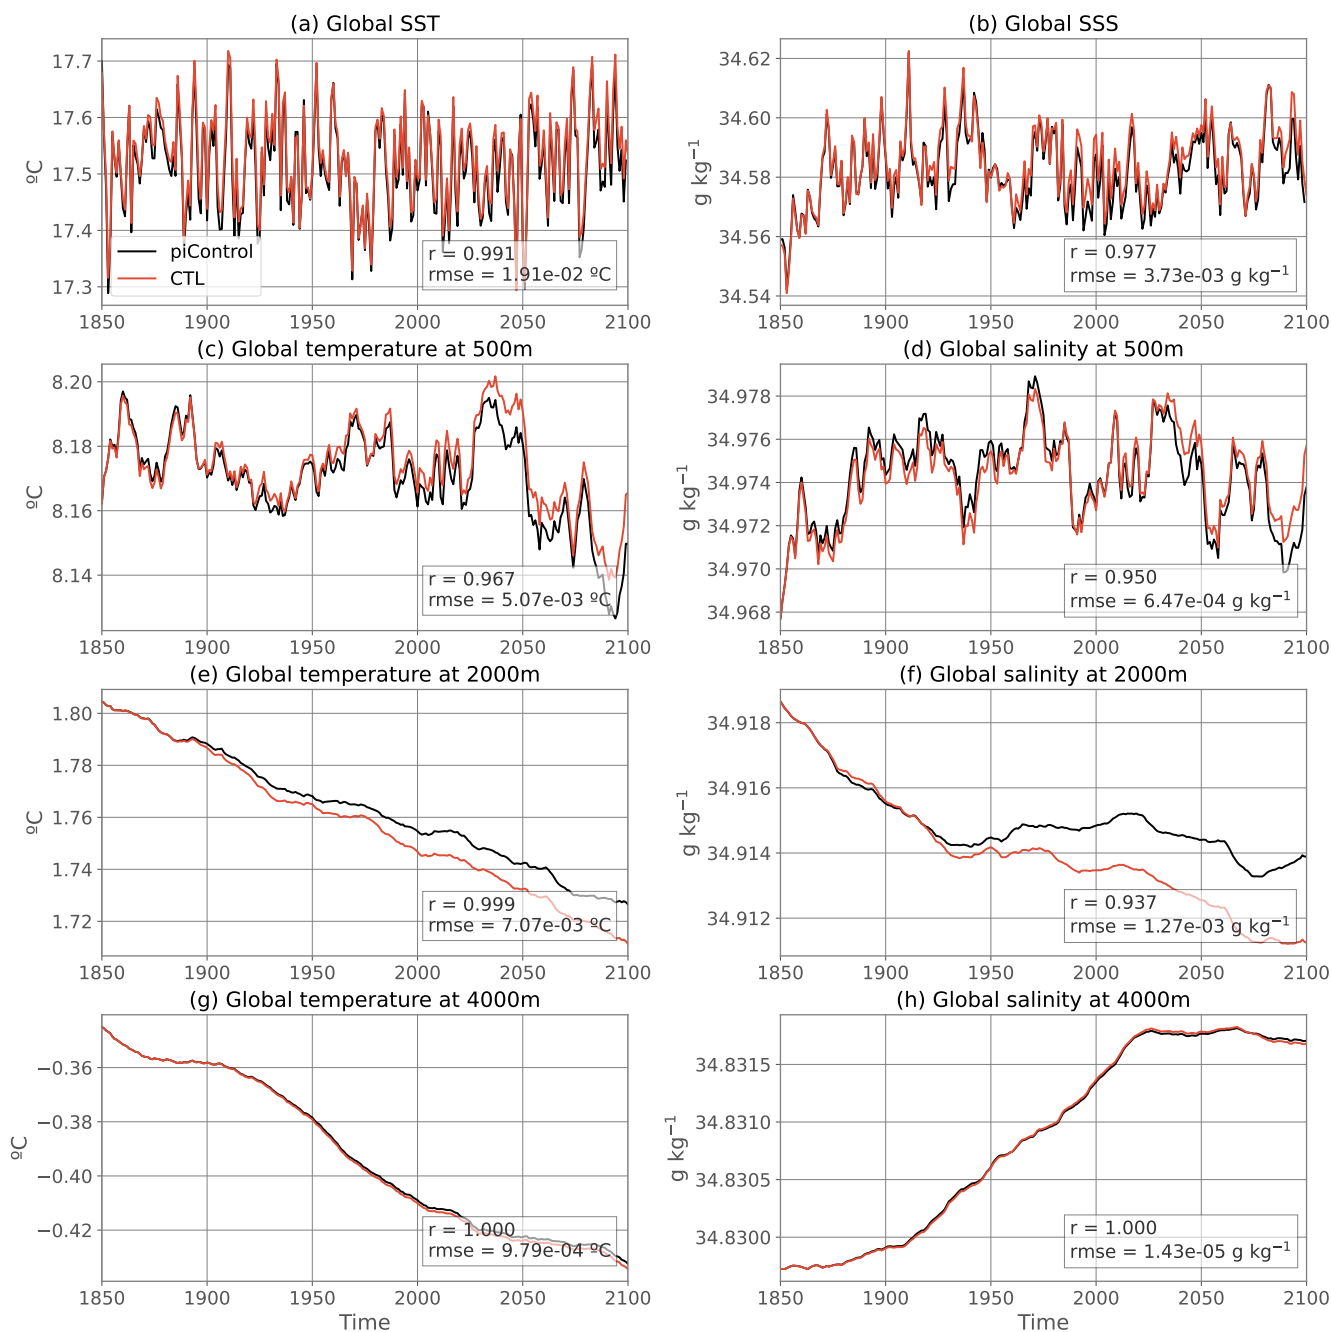 (a) Global SST
(b) Global SSS
17.7
17.6
17.5
17.4
17.3
ºC
piControl
CTL
r = 0.991
rmse = 1.91e-02 ºC
1850 1900 1950 2000 2050 2100
34.62
34.60
34.58
34.56
34.54
g kg⁻¹
r = 0.977
rmse = 3.73e-03 g kg⁻¹
1850 1900 1950 2000 2050 2100
(c) Global temperature at 500m
(d) Global salinity at 500m
8.20
8.18
8.16
8.14
ºC
r = 0.967
rmse = 5.07e-03 ºC
1850 1900 1950 2000 2050 2100
34.978
34.976
34.974
34.972
34.970
34.968
g kg⁻¹
r = 0.950
rmse = 6.47e-04 g kg⁻¹
1850 1900 1950 2000 2050 2100
(e) Global temperature at 2000m
(f) Global salinity at 2000m
1.80
1.78
1.76
1.74
1.72
ºC
r = 0.999
rmse = 7.07e-03 ºC
1850 1900 1950 2000 2050 2100
34.918
34.916
34.914
34.912
g kg⁻¹
r = 0.937
rmse = 1.27e-03 g kg⁻¹
1850 1900 1950 2000 2050 2100
(g) Global temperature at 4000m
(h) Global salinity at 4000m
−0.36
−0.38
−0.40
−0.42
ºC
r = 1.000
rmse = 9.79e-04 ºC
1850 1900 1950 2000 2050 2100
Time
34.8315
34.8310
34.8305
34.8300
g kg⁻¹
r = 1.000
rmse = 1.43e-05 g kg⁻¹
1850 1900 1950 2000 2050 2100
Time